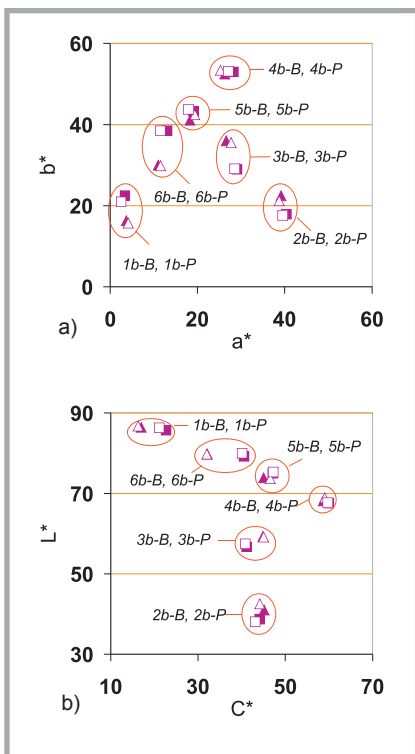 60
4b-B, 4b-P
5b-B, 5b-P
40
3b-B, 3b-P
b*
6b-B, 6b-P
20
2b-B, 2b-P
1b-B, 1b-P
0
0 20 40 60
a)
a*
90
1b-B, 1b-P
5b-B, 5b-P
6b-B, 6b-P
70
4b-B, 4b-P
L*
3b-B, 3b-P
50
2b-B, 2b-P
30
10 30 50 70
b)
C*